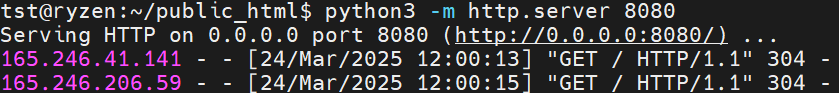 tst@ryzen:~/public_html$ python3 -m http.server 8080
Serving HTTP on 0.0.0.0 port 8080 (http://0.0.0.0:8080/) ...
165.246.41.141 - - [24/Mar/2025 12:00:13] "GET / HTTP/1.1" 304 -
165.246.206.59 - - [24/Mar/2025 12:00:15] "GET / HTTP/1.1" 304 -